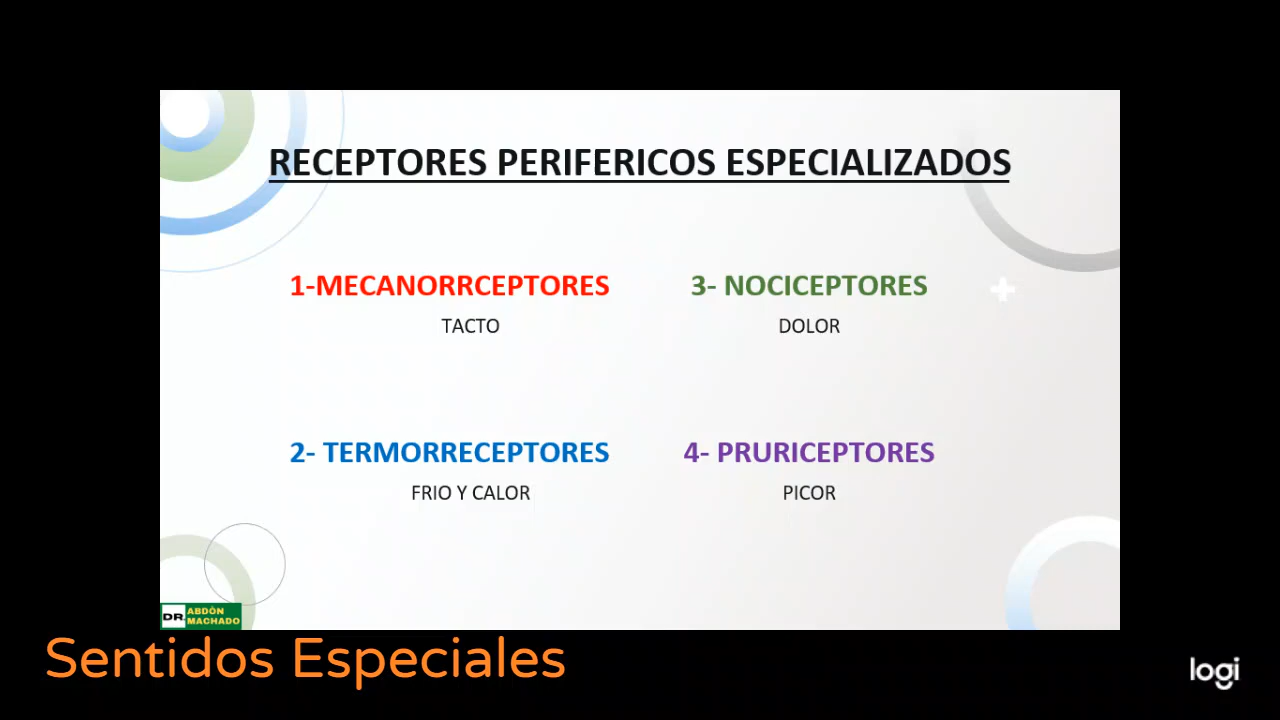 RECEPTORES PERIFERICOS ESPECIALIZADOS
1-MECANORRCEPTORES
TACTO
2- TERMORRECEPTORES
FRIO Y CALOR
3- NOCICEPTORES
DOLOR
4- PRURICEPTORES
PICOR
DR. ABDÓN
MACHADO
Sentidos Especiales
logi